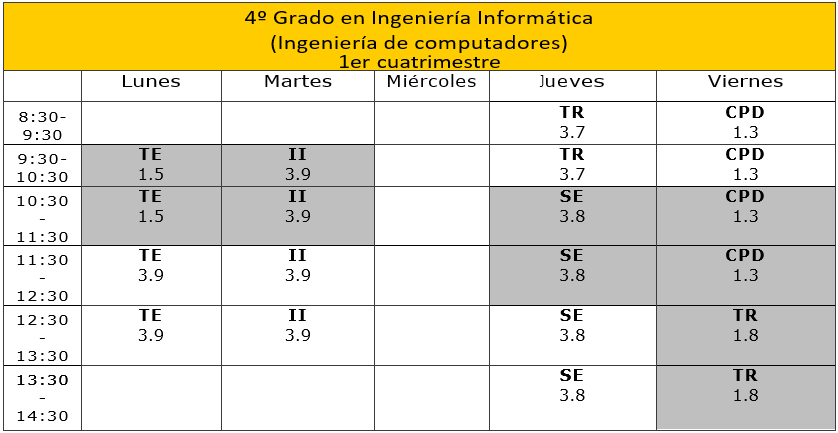 4º Grado en Ingeniería Informática
(Ingeniería de computadores)
1er cuatrimestre
Lunes Martes Miércoles Jueves Viernes
8:30- TR CPD
9:30 3.7 1.3
9:30- TE II TR CPD
10:30 1.5 3.9 3.7 1.3
10:30 TE II SE CPD
- 1.5 3.9 3.8 1.3
11:30
11:30 TE II SE CPD
- 3.9 3.9 3.8 1.3
12:30
12:30 TE II SE TR
- 3.9 3.9 3.8 1.8
13:30
13:30 SE TR
- 3.8 1.8
14:30